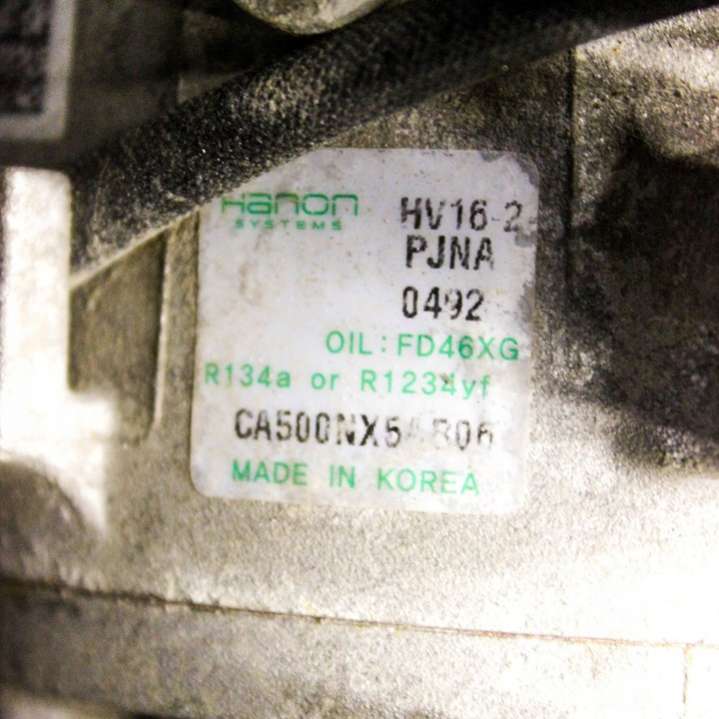 Hanon
SYSTEMS
HV16-2
PJNA
0492
OIL: FD46XG
R134a or R1234yf
MADE IN KOREA